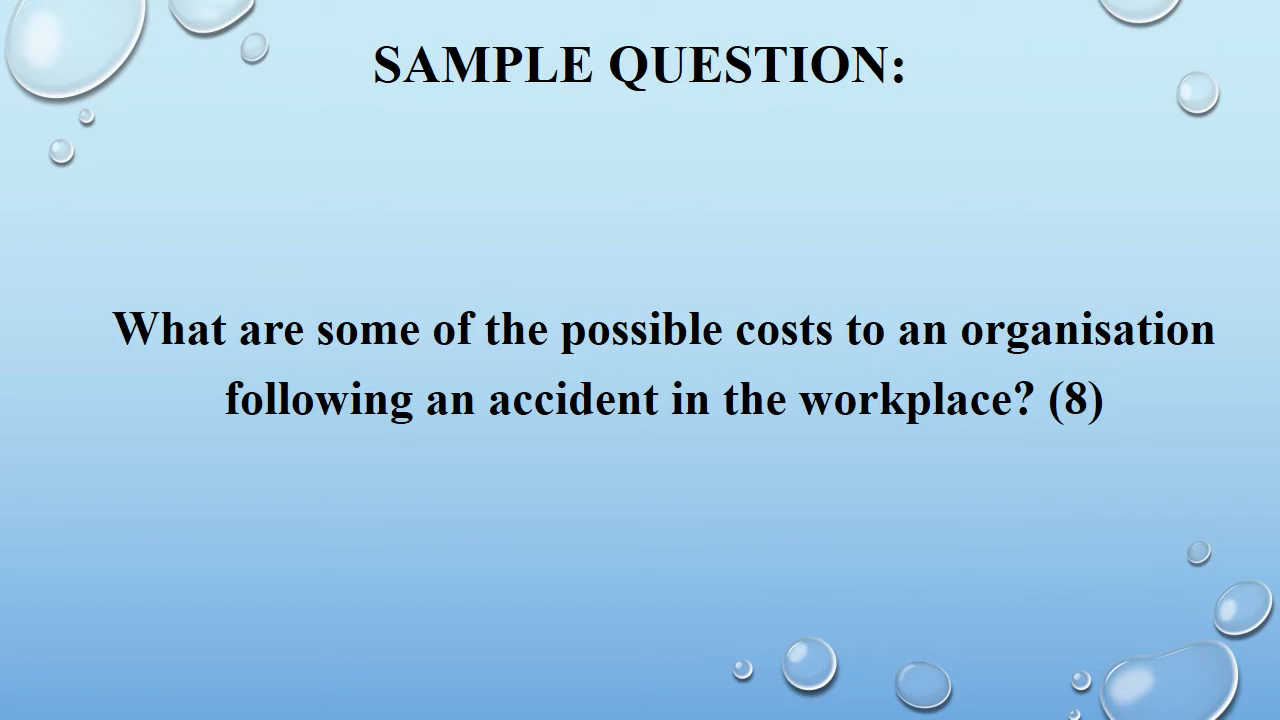 SAMPLE QUESTION:
What are some of the possible costs to an organisation
following an accident in the workplace? (8)